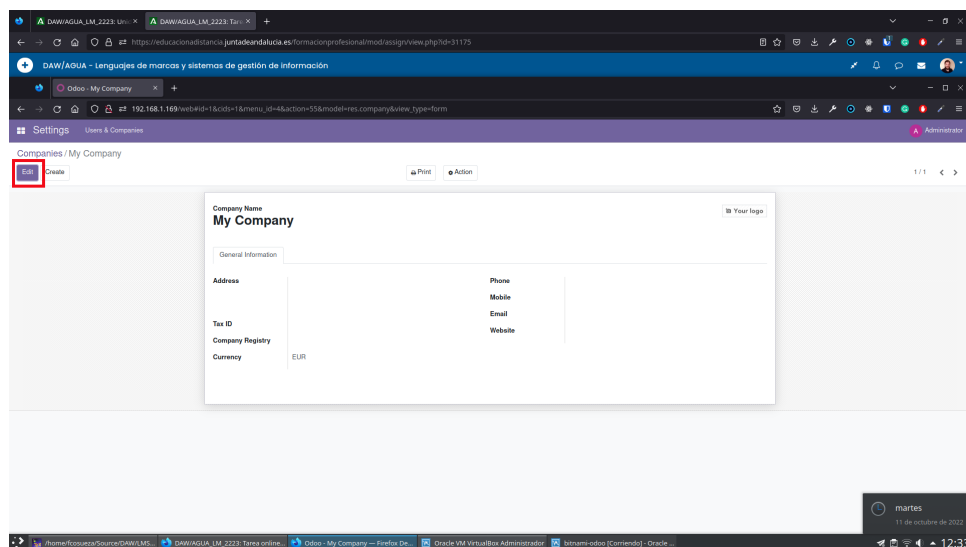 DAW/AGUA_LM_2223: Uni
DAW/AGUA_LM_2223: Tare
https://educacionadistancia.juntadeandalucia.es/formacionprofesional/mod/assign/view.php?id=31175
DAW/AGUA - Lenguajes de marcas y sistemas de gestión de información
Odoo - My Company
192.168.1.169/web#id=1&cids=1&menu_id=4&action=55&model=res.company&view_type=form
Settings Users & Companies A Administrator
Companies / My Company
Edit Create Print Action 1 / 1
Company Name
My Company
Your logo
General Information
Address Phone
Mobile
Email
Tax ID Website
Company Registry
Currency EUR
martes
11 de octubre de 2022
/home/fcosueza/Source/DAW/LMS... DAW/AGUA_LM_2223: Tarea online... Odoo - My Company — Firefox De... Oracle VM VirtualBox Administrador bitnami-odoo [Corriendo] - Oracle ... 12:33